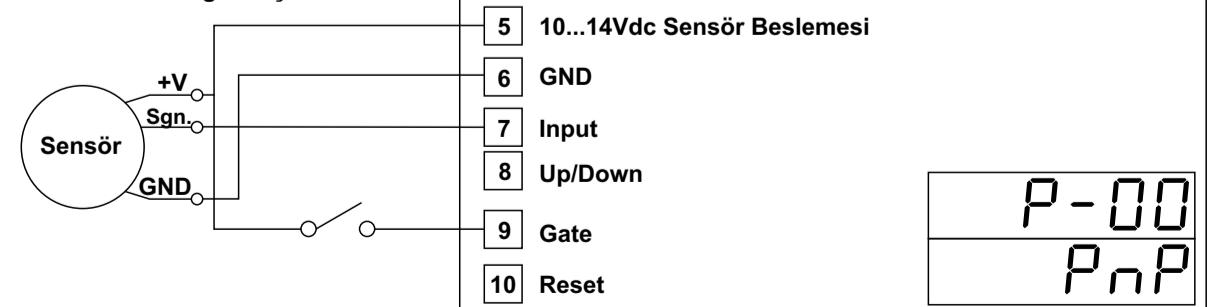 5 10...14Vdc Sensör Beslemesi
+V
6 GND
Sgn.
7 Input
Sensör
8 Up/Down
GND
P-00
9 Gate
PnP
10 Reset